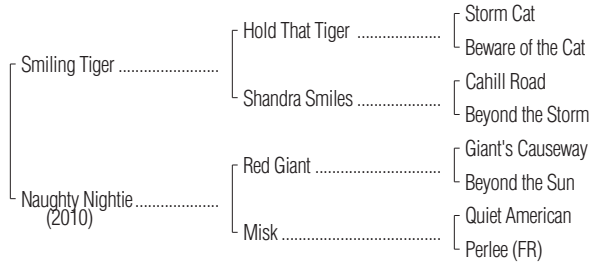 Storm Cat
Hold That Tiger ....................
Beware of the Cat
Smiling Tiger ........................
Cahill Road
Shandra Smiles ....................
Beyond the Storm
Giant's Causeway
Red Giant ..............................
Beyond the Sun
Naughty Nightie ....................
(2010)
Quiet American
Misk ......................................
Perlee (FR)